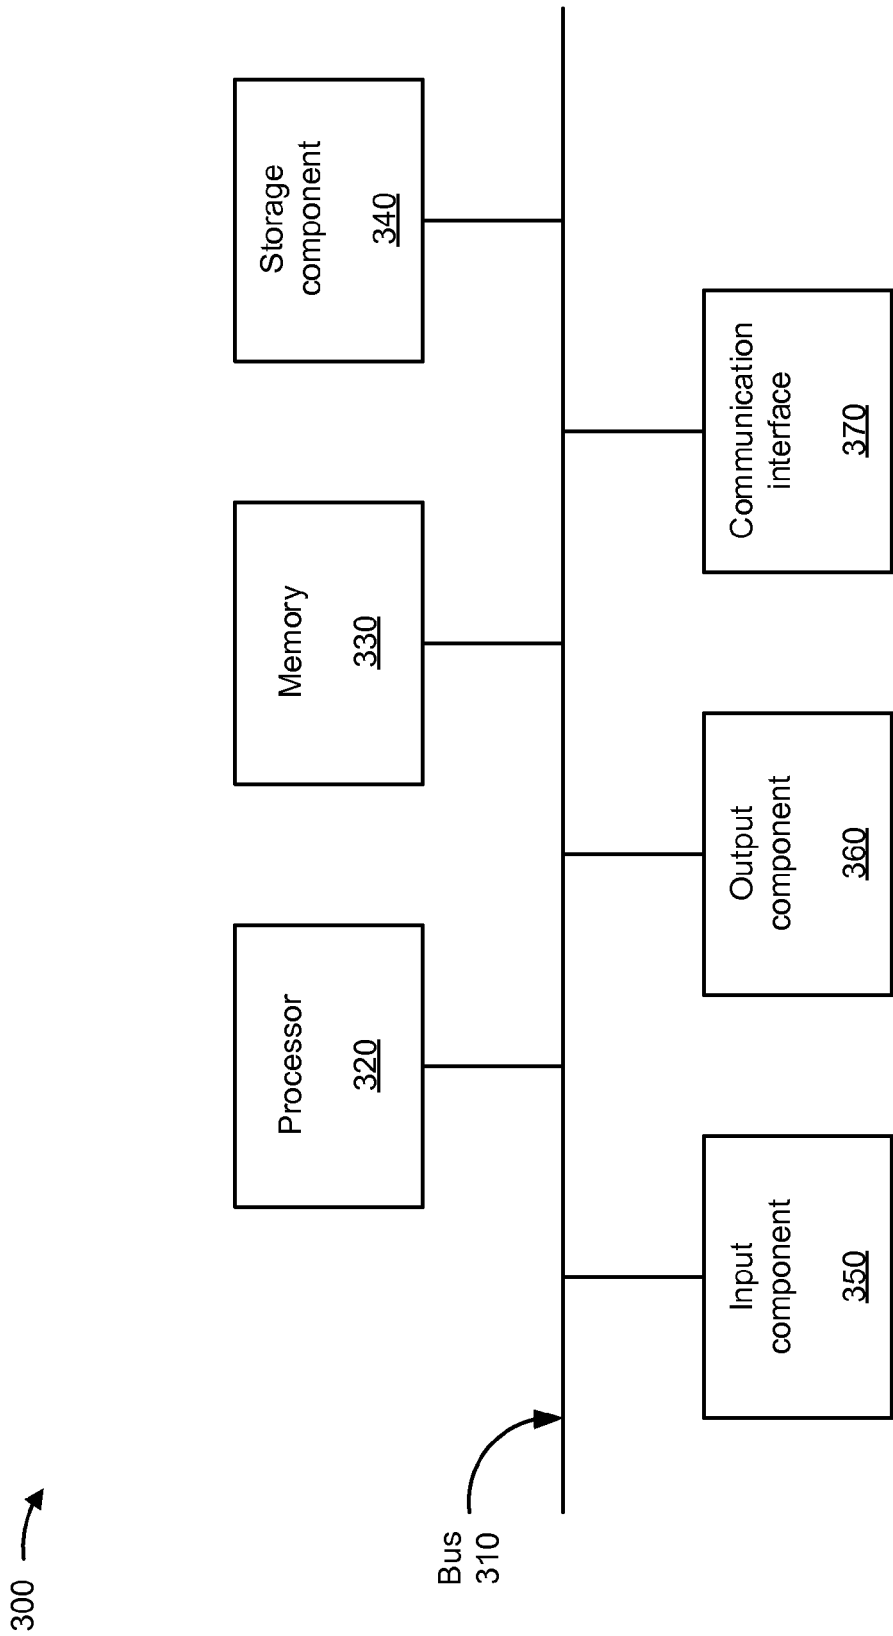 300
Processor
320
Memory
330
Storage
component
340
Bus
310
Input
component
350
Output
component
360
Communication
interface
370